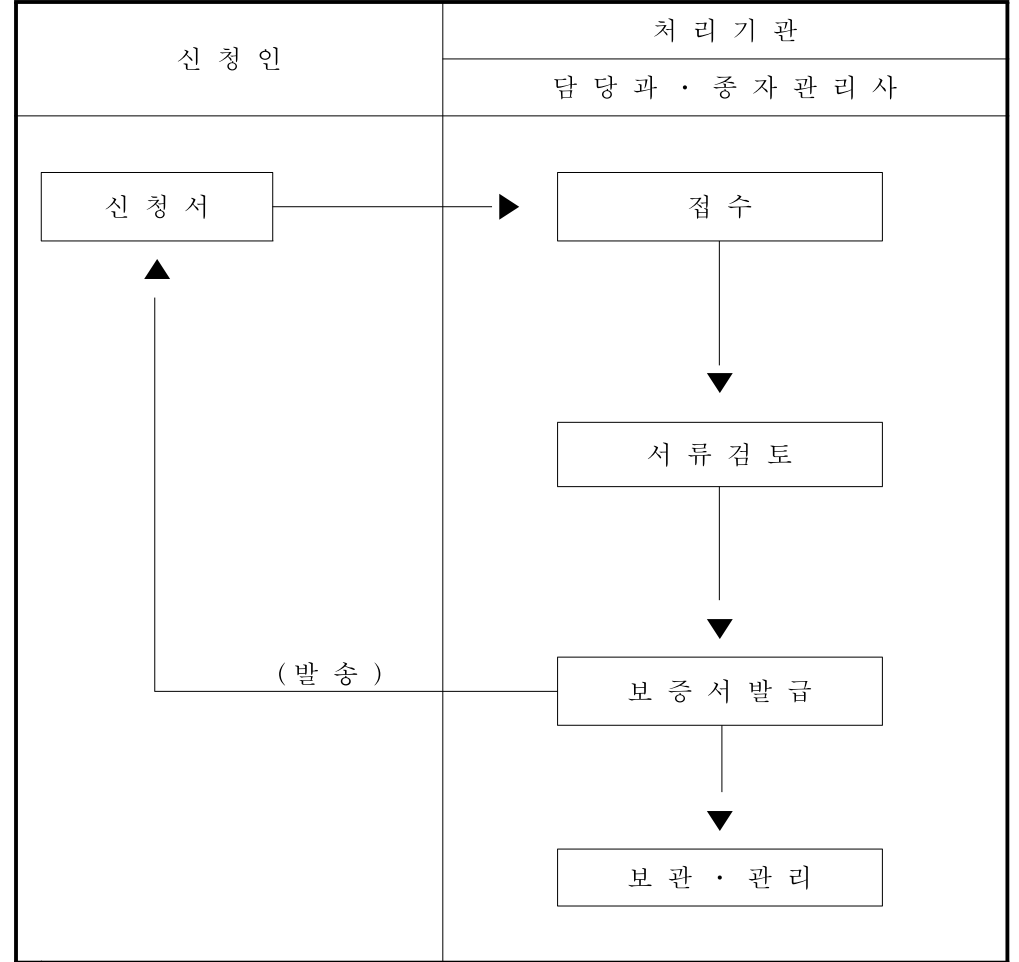 신 청 인
처 리 기 관
담 당 과 · 종 자 관 리 사
신 청 서
접 수
서 류 검 토
(발 송)
보 증 서 발 급
보 관 · 관 리